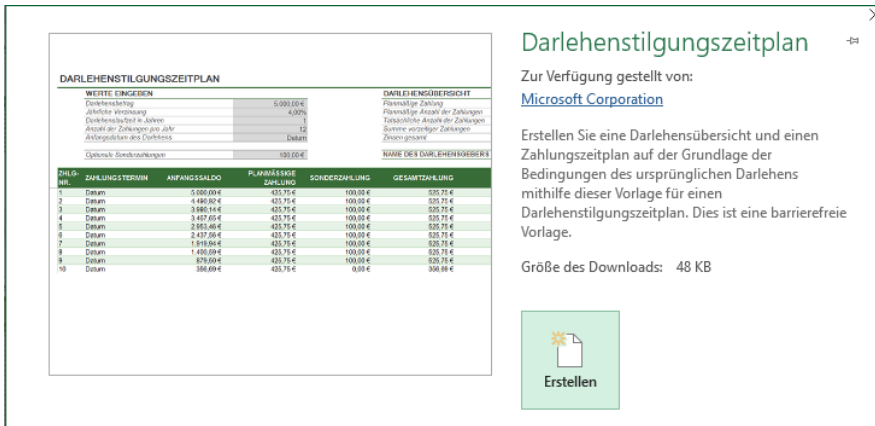 Darlehenstilgungszeitplan
Zur Verfügung gestellt von:
Microsoft Corporation
Erstellen Sie eine Darlehensübersicht und einen
Zahlungszeitplan auf der Grundlage der
Bedingungen des ursprünglichen Darlehens
mithilfe dieser Vorlage für einen
Darlehenstilgungszeitplan. Dies ist eine barrierefreie
Vorlage.
Größe des Downloads: 48 KB
Erstellen
DARLEHENSTILGUNGSZEITPLAN
WERTE EINGEBEN
Darlehensbetrag 5.000,00 €
Jährliche Verzinsung 4,00%
Darlehenslaufzeit in Jahren 1
Anzahl der Zahlungen pro Jahr 12
Anfangsdatum des Darlehens Datum
Optionale Sonderzahlungen 100,00 €
DARLEHENSÜBERSICHT
Planmäßige Zahlung
Planmäßige Anzahl der Zahlungen
Tatsächliche Anzahl der Zahlungen
Summe vorzeitiger Zahlungen
Zinsen gesamt
NAME DES DARLEHENSGEBERS
ZHLG-NR. ZAHLUNGSTERMIN ANFANGSSALDO PLANMÄSSIGE ZAHLUNG SONDERZAHLUNG GESAMTZAHLUNG
1 Datum 5.000,00 € 425,75 € 100,00 € 525,75 €
2 Datum 4.490,92 € 425,75 € 100,00 € 525,75 €
3 Datum 3.980,14 € 425,75 € 100,00 € 525,75 €
4 Datum 3.467,65 € 425,75 € 100,00 € 525,75 €
5 Datum 2.953,46 € 425,75 € 100,00 € 525,75 €
6 Datum 2.437,56 € 425,75 € 100,00 € 525,75 €
7 Datum 1.919,94 € 425,75 € 100,00 € 525,75 €
8 Datum 1.400,59 € 425,75 € 100,00 € 525,75 €
9 Datum 879,50 € 425,75 € 100,00 € 525,75 €
10 Datum 356,69 € 425,75 € 0,00 € 356,69 €